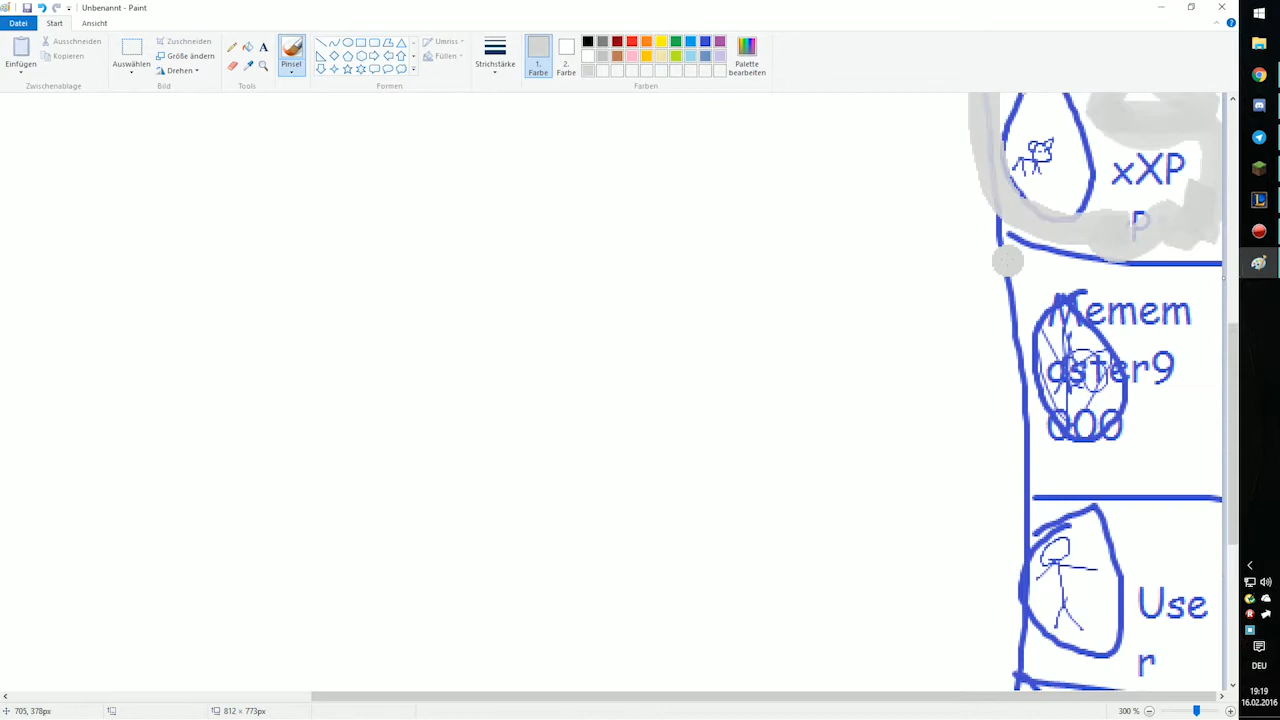 Unbenannt - Paint
Datei Start Ansicht
Einfügen
Ausschneiden
Kopieren
Zwischenablage
Auswählen
Zuschneiden
Größe ändern
Drehen
Bild
Tools
Pinsel
Formen
Umriss
Füllen
Strichstärke
1. Farbe
2. Farbe
Palette bearbeiten
Farben
xXP
P
Memem
aster9
000
Use
r
705, 378px
812 × 773px
300 %
DEU
19:19
16.02.2016